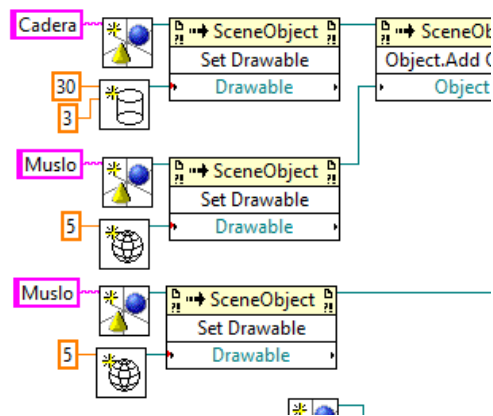 Cadera
SceneObject
Set Drawable
30
Drawable
3
SceneOb
Object.Add
Object
Muslo
SceneObject
Set Drawable
5
Drawable
Muslo
SceneObject
Set Drawable
5
Drawable